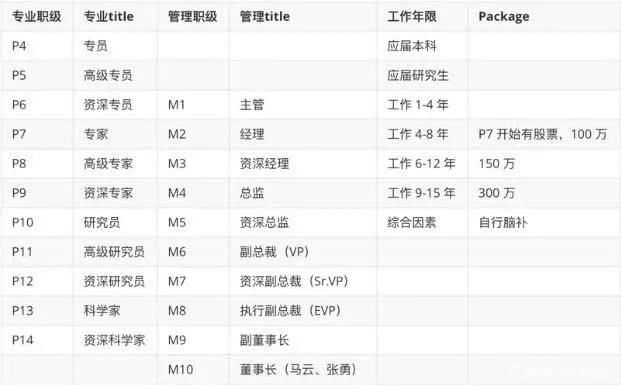 专业职级 专业title 管理职级 管理title 工作年限 Package
P4 专员 应届本科
P5 高级专员 应届研究生
P6 资深专员 M1 主管 工作 1-4 年
P7 专家 M2 经理 工作 4-8 年 P7 开始有股票，100 万
P8 高级专家 M3 资深经理 工作 6-12 年 150 万
P9 资深专家 M4 总监 工作 9-15 年 300 万
P10 研究员 M5 资深总监 综合因素 自行脑补
P11 高级研究员 M6 副总裁（VP）
P12 资深研究员 M7 资深副总裁（Sr.VP）
P13 科学家 M8 执行副总裁（EVP）
P14 资深科学家 M9 副董事长
M10 董事长（马云、张勇）